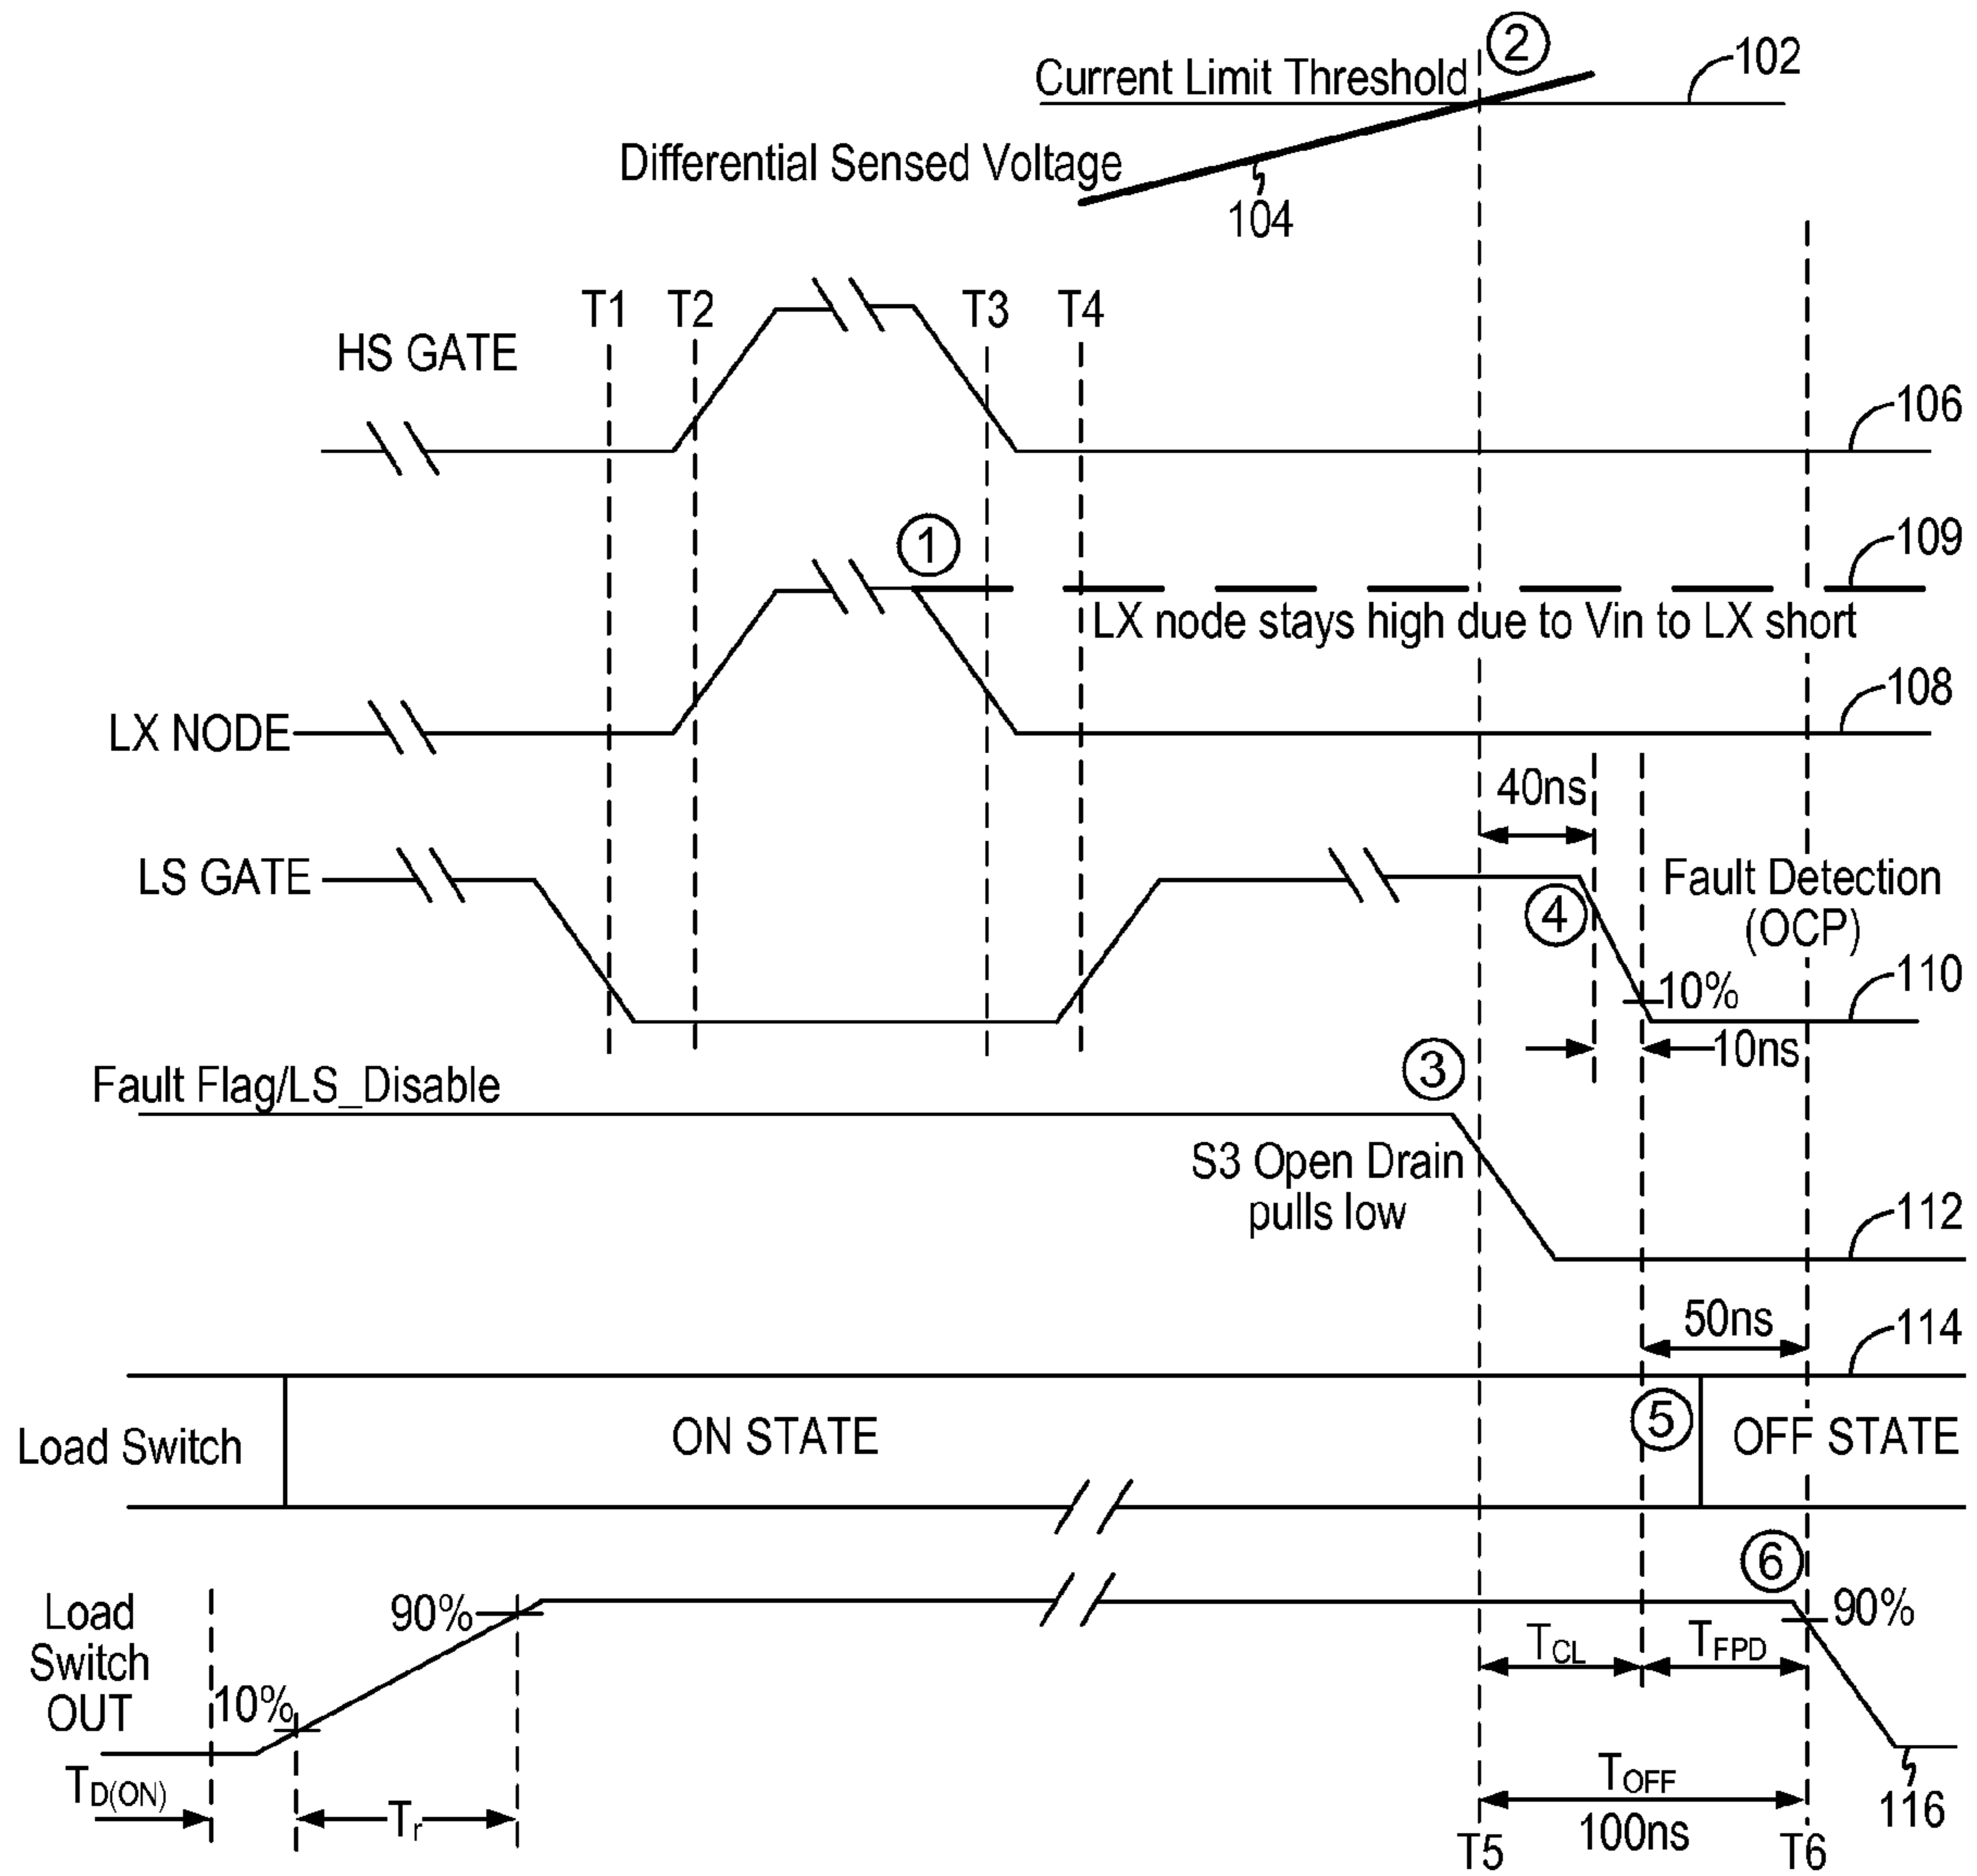 2
102
Current Limit Threshold
Differential Sensed Voltage
104
T1
T2
T3
T4
HS GATE
106
1
109
LX node stays high due to Vin to LX short
108
LX NODE
40ns
LS GATE
Fault Detection
(OCP)
4
110
10%
10ns
3
Fault Flag/LS_Disable
S3 Open Drain
pulls low
112
50ns
114
5
Load Switch
ON STATE
OFF STATE
6
Load
Switch
OUT
90%
90%
10%
TCL
TFPD
TD(ON)
Tr
TOFF
100ns
116
T5
T6